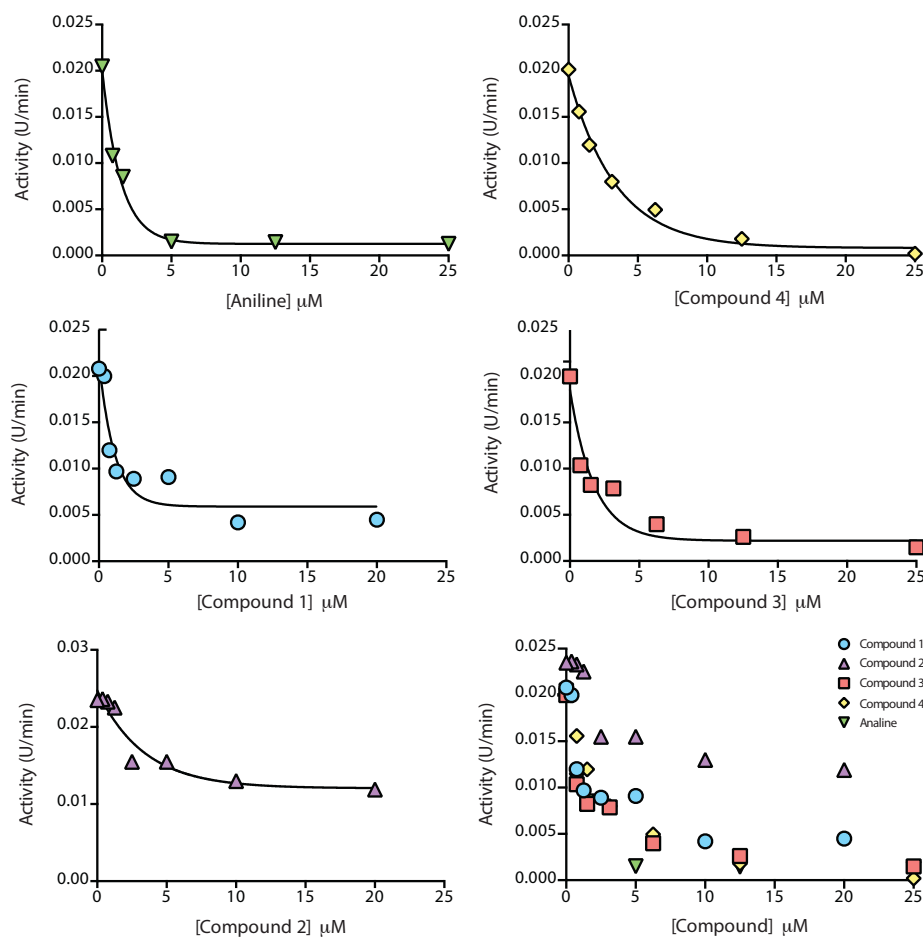 0.025
0.020
0.015
0.010
0.005
0.000
Activity (U/min)
0 5 10 15 20 25
[Aniline] μM
0.025
0.020
0.015
0.010
0.005
0.000
Activity (U/min)
0 5 10 15 20 25
[Compound 4] μM
0.025
0.020
0.015
0.010
0.005
0.000
Activity (U/min)
0 5 10 15 20 25
[Compound 1] μM
0.025
0.020
0.015
0.010
0.005
0.000
Activity (U/min)
0 5 10 15 20 25
[Compound 3] μM
0.03
0.02
0.01
0.00
Activity (U/min)
0 5 10 15 20 25
[Compound 2] μM
0.025
0.020
0.015
0.010
0.005
0.000
Activity (U/min)
0 5 10 15 20 25
[Compound] μM
Compound 1
Compound 2
Compound 3
Compound 4
Analine